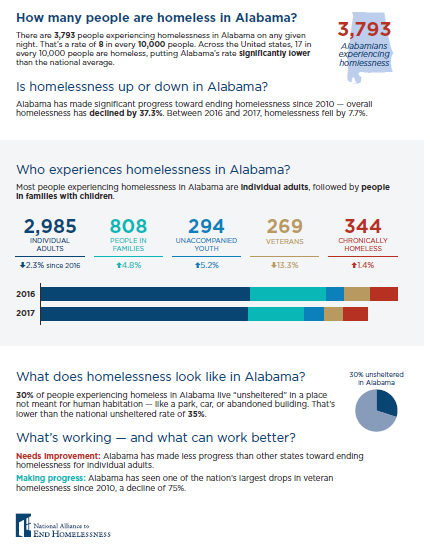 How many people are homeless in Alabama?
There are 3,793 people experiencing homelessness in Alabama on any given
night. That's a rate of 8 in every 10,000 people. Across the United states, 17 in
every 10,000 people are homeless, putting Alabama's rate significantly lower
than the national average.
3,793
Alabamians
experiencing
homlessness
Is homelessness up or down in Alabama?
Alabama has made significant progress toward ending homelessness since 2010 — overall
homelessness has declined by 37.3%. Between 2016 and 2017, homelessness fell by 7.7%.
Who experiences homelessness in Alabama?
Most people experiencing homelessness in Alabama are individual adults, followed by people
in families with children.
2,985 808 294 269 344
INDIVIDUAL PEOPLE IN UNACCOMPANIED VETERANS CHRONICALLY
ADULTS FAMILIES YOUTH HOMELESS
↓2.3% since 2016 ↑4.8% ↑5.2% ↓13.3% ↑1.4%
2016
2017
What does homelessness look like in Alabama?
30% of people experiencing homeless in Alabama live "unsheltered" in a place
not meant for human habitation — like a park, car, or abandoned building. That's
lower than the national unsheltered rate of 35%.
30% unsheltered
in Alabama
What's working — and what can work better?
Needs improvement: Alabama has made less progress than other states toward ending
homelessness for individual adults.
Making progress: Alabama has seen one of the nation's largest drops in veteran
homelessness since 2010, a decline of 75%.
National Alliance to
END HOMELESSNESS